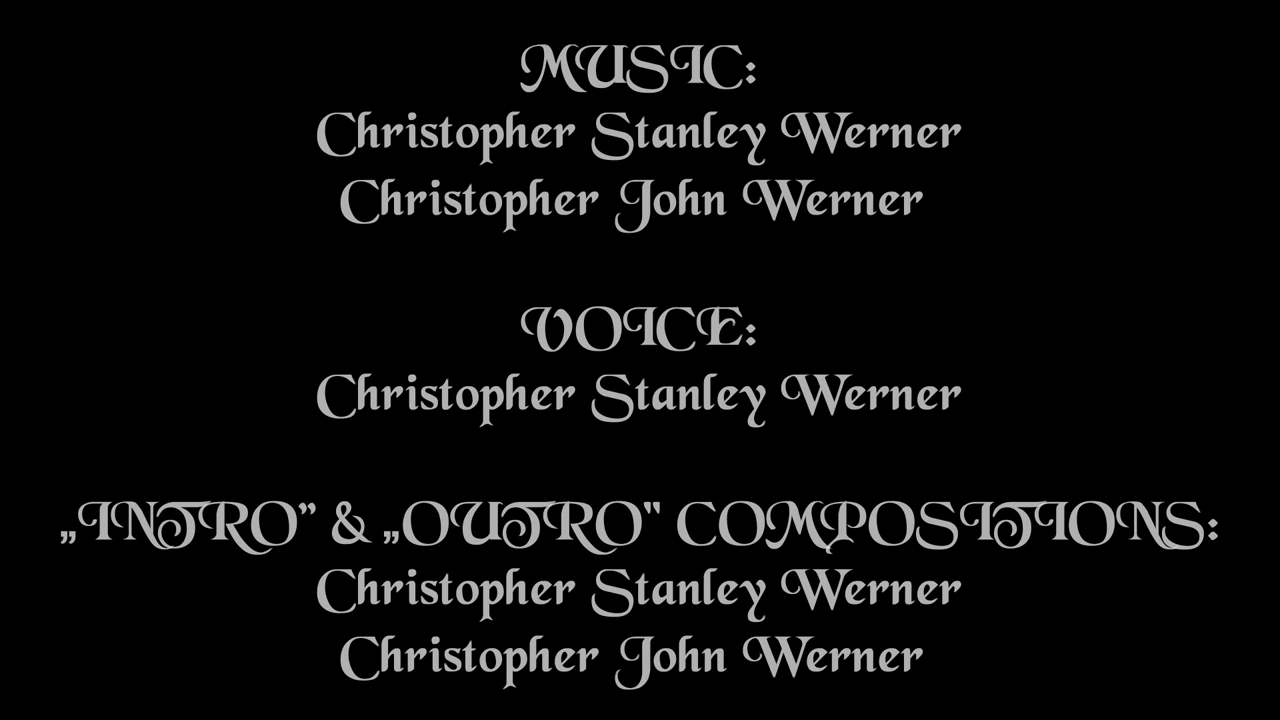 MUSIC:
Christopher Stanley Werner
Christopher John Werner
VOICE:
Christopher Stanley Werner
„INTRO” & „OUTRO" COMPOSITIONS:
Christopher Stanley Werner
Christopher John Werner